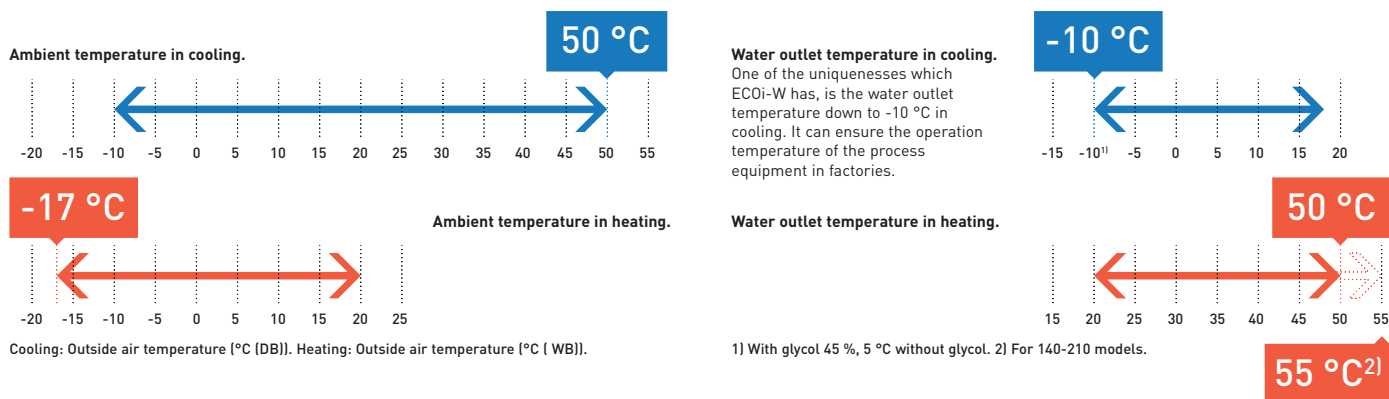 Ambient temperature in cooling.
50 °C
-20 -15 -10 -5 0 5 10 15 20 25 30 35 40 45 50 55
-17 °C
Ambient temperature in heating.
-20 -15 -10 -5 0 5 10 15 20 25
Cooling: Outside air temperature (°C (DB)). Heating: Outside air temperature (°C ( WB)).
Water outlet temperature in cooling.
One of the uniquenesses which
ECOi-W has, is the water outlet
temperature down to -10 °C in
cooling. It can ensure the operation
temperature of the process
equipment in factories.
-10 °C
-15 -10¹⁾ -5 0 5 10 15 20
Water outlet temperature in heating.
50 °C
15 20 25 30 35 40 45 50 55
55 °C²⁾
1) With glycol 45 %, 5 °C without glycol. 2) For 140-210 models.